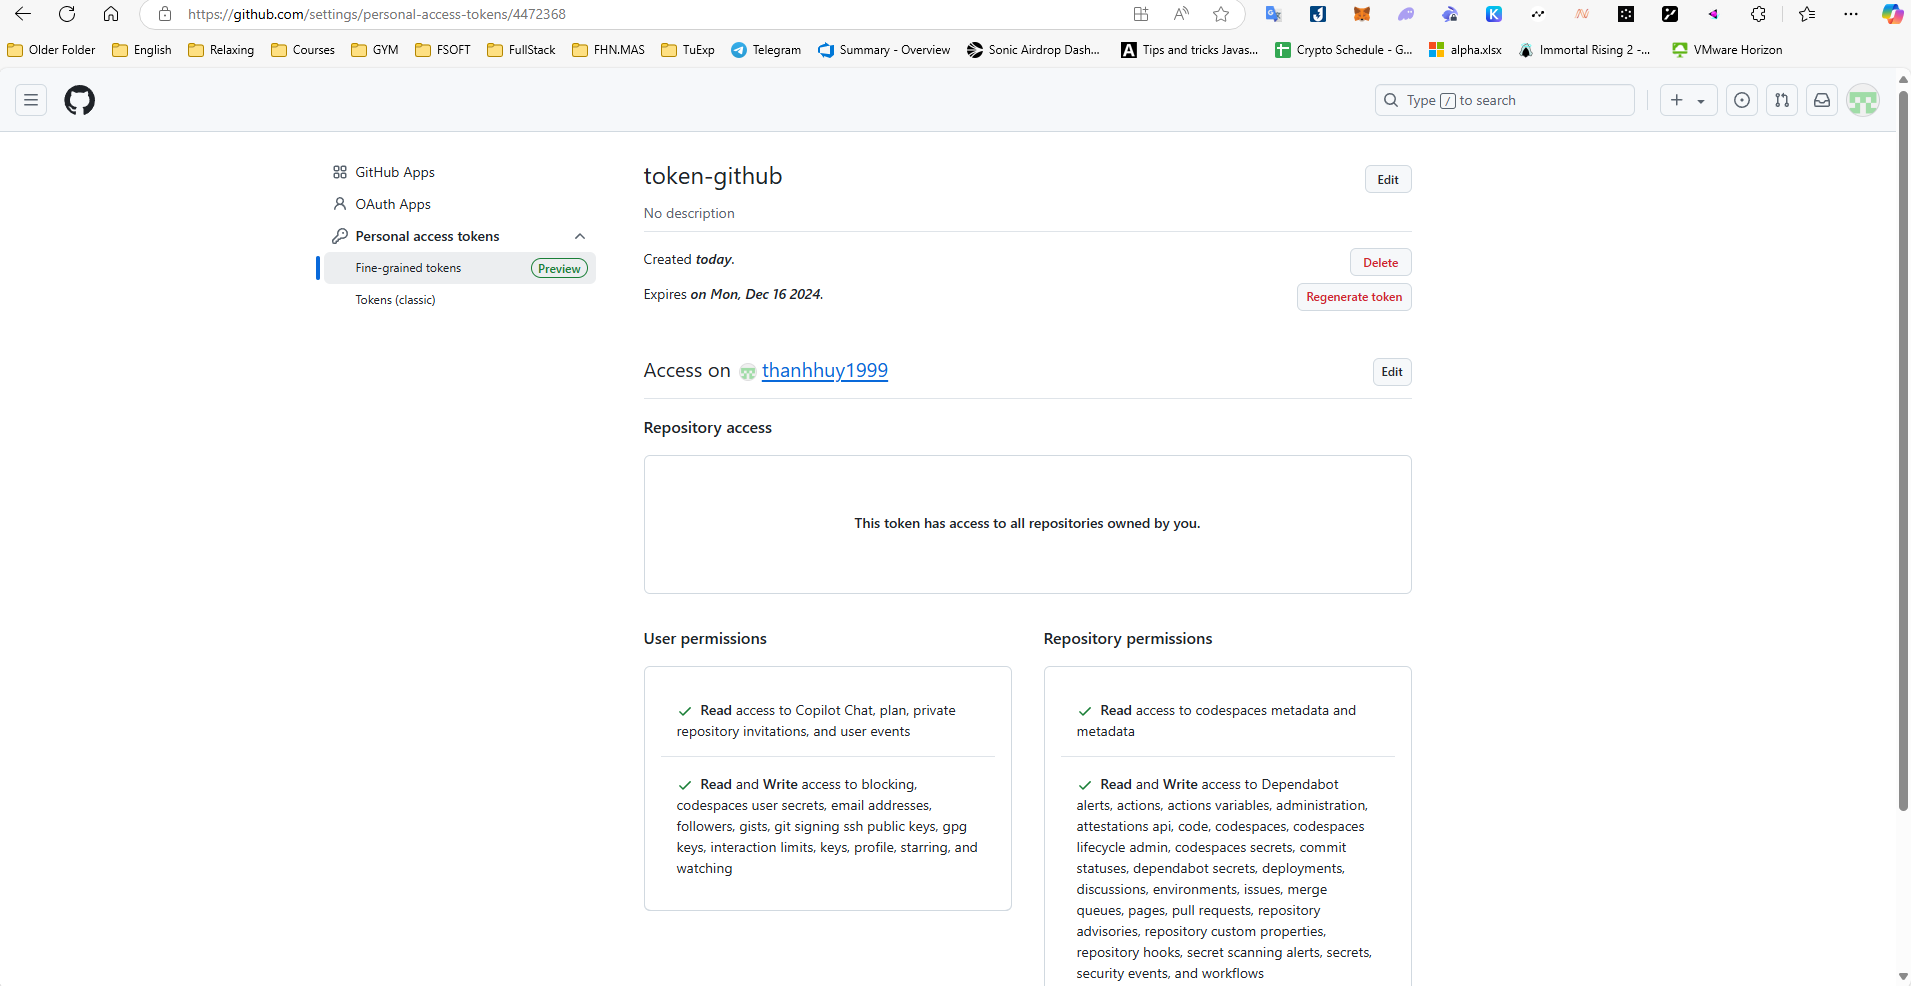 https://github.com/settings/personal-access-tokens/4472368
Older Folder English Relaxing Courses GYM FSOFT FullStack FHN.MAS TuExp Telegram Summary - Overview Sonic Airdrop Dash... Tips and tricks Javas... Crypto Schedule - G... alpha.xlsx Immortal Rising 2 -... VMware Horizon
Type / to search
GitHub Apps
OAuth Apps
Personal access tokens
Fine-grained tokens Preview
Tokens (classic)
token-github
Edit
No description
Created today.
Delete
Expires on Mon, Dec 16 2024.
Regenerate token
Access on thanhhuy1999
Edit
Repository access
This token has access to all repositories owned by you.
User permissions
Read access to Copilot Chat, plan, private
repository invitations, and user events
Read and Write access to blocking,
codespaces user secrets, email addresses,
followers, gists, git signing ssh public keys, gpg
keys, interaction limits, keys, profile, starring, and
watching
Repository permissions
Read access to codespaces metadata and
metadata
Read and Write access to Dependabot
alerts, actions, actions variables, administration,
attestations api, code, codespaces, codespaces
lifecycle admin, codespaces secrets, commit
statuses, dependabot secrets, deployments,
discussions, environments, issues, merge
queues, pages, pull requests, repository
advisories, repository custom properties,
repository hooks, secret scanning alerts, secrets,
security events, and workflows